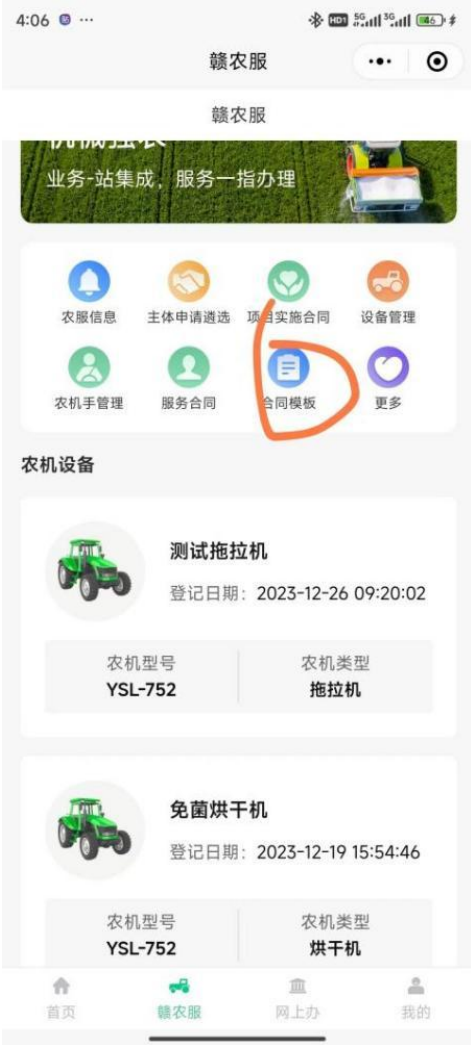 4:06
HD1 5G 3G 46
赣农服
赣农服
业务-站集成，服务一指办理
农服信息 主体申请遴选 项目实施合同 设备管理
农机手管理 服务合同 合同模板 更多
农机设备
测试拖拉机
登记日期：2023-12-26 09:20:02
农机型号 农机类型
YSL-752 拖拉机
免菌烘干机
登记日期：2023-12-19 15:54:46
农机型号 农机类型
YSL-752 烘干机
首页 赣农服 网上办 我的